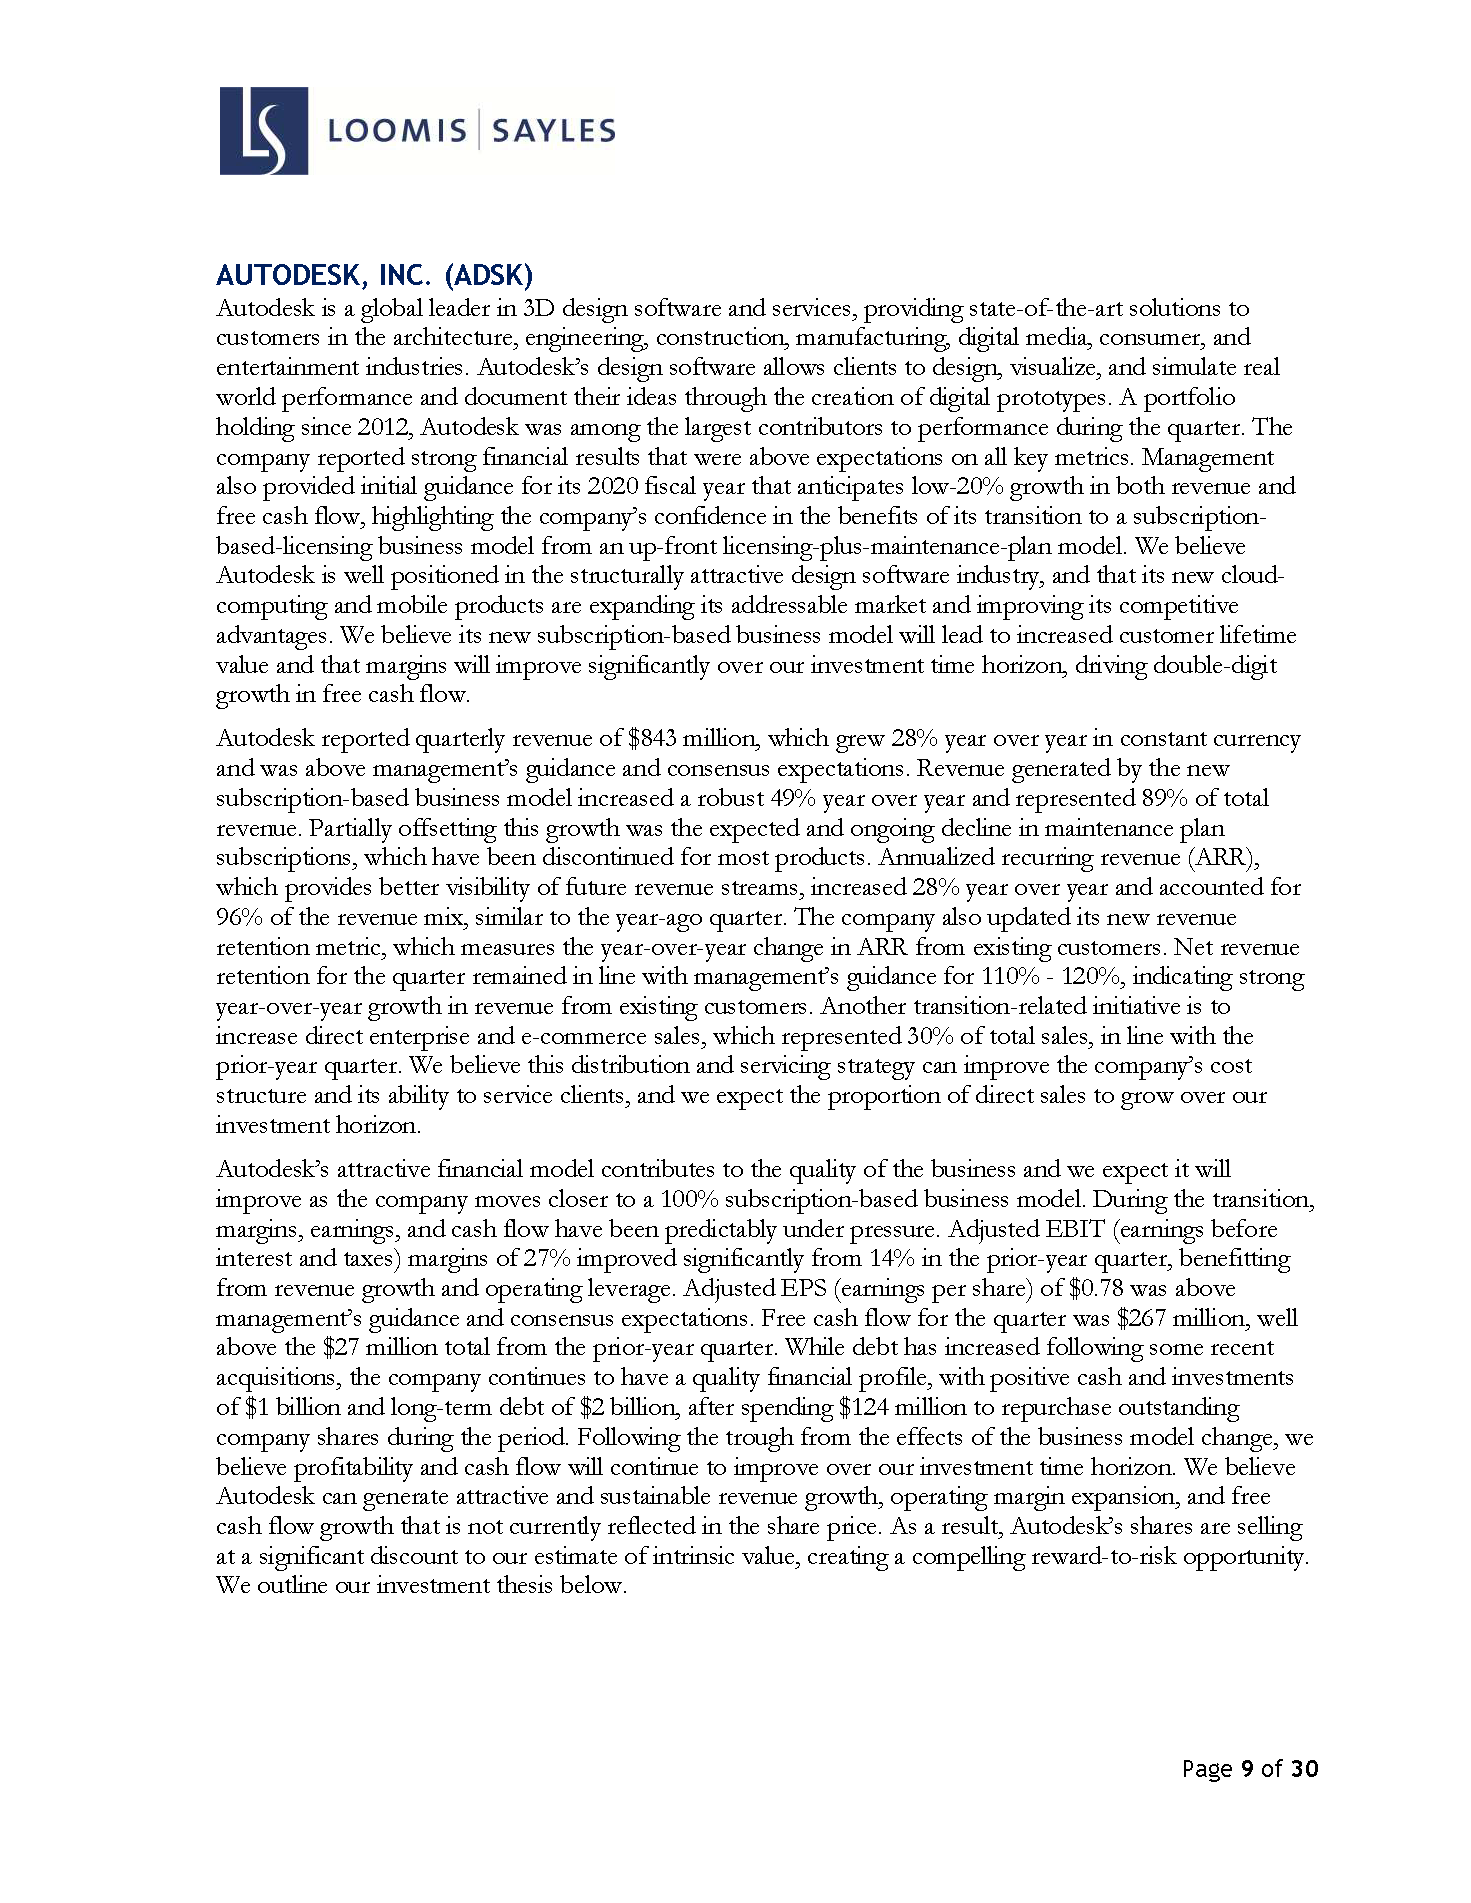 LS LOOMIS | SAYLES
AUTODESK, INC. (ADSK)
Autodesk is a global leader in 3D design software and services, providing state-of-the-art solutions to
customers in the architecture, engineering, construction, manufacturing, digital media, consumer, and
entertainment industries. Autodesk’s design software allows clients to design, visualize, and simulate real
world performance and document their ideas through the creation of digital prototypes. A portfolio
holding since 2012, Autodesk was among the largest contributors to performance during the quarter. The
company reported strong financial results that were above expectations on all key metrics. Management
also provided initial guidance for its 2020 fiscal year that anticipates low-20% growth in both revenue and
free cash flow, highlighting the company’s confidence in the benefits of its transition to a subscription-
based-licensing business model from an up-front licensing-plus-maintenance-plan model. We believe
Autodesk is well positioned in the structurally attractive design software industry, and that its new cloud-
computing and mobile products are expanding its addressable market and improving its competitive
advantages. We believe its new subscription-based business model will lead to increased customer lifetime
value and that margins will improve significantly over our investment time horizon, driving double-digit
growth in free cash flow.
Autodesk reported quarterly revenue of $843 million, which grew 28% year over year in constant currency
and was above management’s guidance and consensus expectations. Revenue generated by the new
subscription-based business model increased a robust 49% year over year and represented 89% of total
revenue. Partially offsetting this growth was the expected and ongoing decline in maintenance plan
subscriptions, which have been discontinued for most products. Annualized recurring revenue (ARR),
which provides better visibility of future revenue streams, increased 28% year over year and accounted for
96% of the revenue mix, similar to the year-ago quarter. The company also updated its new revenue
retention metric, which measures the year-over-year change in ARR from existing customers. Net revenue
retention for the quarter remained in line with management’s guidance for 110% - 120%, indicating strong
year-over-year growth in revenue from existing customers. Another transition-related initiative is to
increase direct enterprise and e-commerce sales, which represented 30% of total sales, in line with the
prior-year quarter. We believe this distribution and servicing strategy can improve the company’s cost
structure and its ability to service clients, and we expect the proportion of direct sales to grow over our
investment horizon.
Autodesk’s attractive financial model contributes to the quality of the business and we expect it will
improve as the company moves closer to a 100% subscription-based business model. During the transition,
margins, earnings, and cash flow have been predictably under pressure. Adjusted EBIT (earnings before
interest and taxes) margins of 27% improved significantly from 14% in the prior-year quarter, benefitting
from revenue growth and operating leverage. Adjusted EPS (earnings per share) of $0.78 was above
management’s guidance and consensus expectations. Free cash flow for the quarter was $267 million, well
above the $27 million total from the prior-year quarter. While debt has increased following some recent
acquisitions, the company continues to have a quality financial profile, with positive cash and investments
of $1 billion and long-term debt of $2 billion, after spending $124 million to repurchase outstanding
company shares during the period. Following the trough from the effects of the business model change, we
believe profitability and cash flow will continue to improve over our investment time horizon. We believe
Autodesk can generate attractive and sustainable revenue growth, operating margin expansion, and free
cash flow growth that is not currently reflected in the share price. As a result, Autodesk’s shares are selling
at a significant discount to our estimate of intrinsic value, creating a compelling reward-to-risk opportunity.
We outline our investment thesis below.
Page 9 of 30